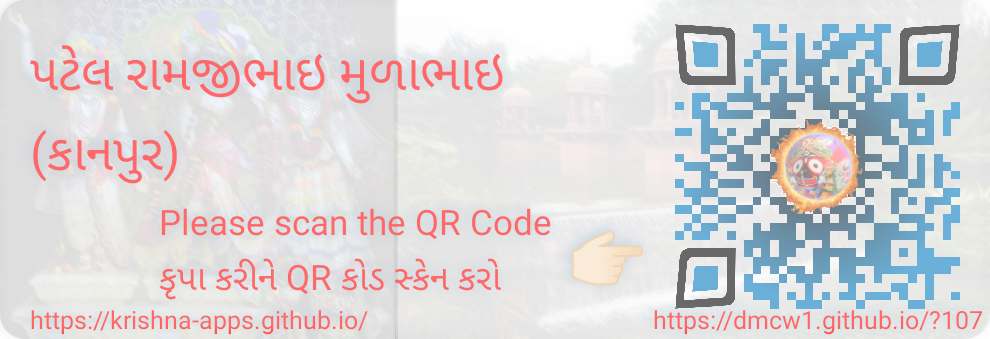 પટેલ રામજીભાઇ મુળાભાઇ
(કાનપુર)
Please scan the QR Code
કૃપા કરીને QR કોડ સ્કેન કરો
https://krishna-apps.github.io/
https://dmcw1.github.io/?107